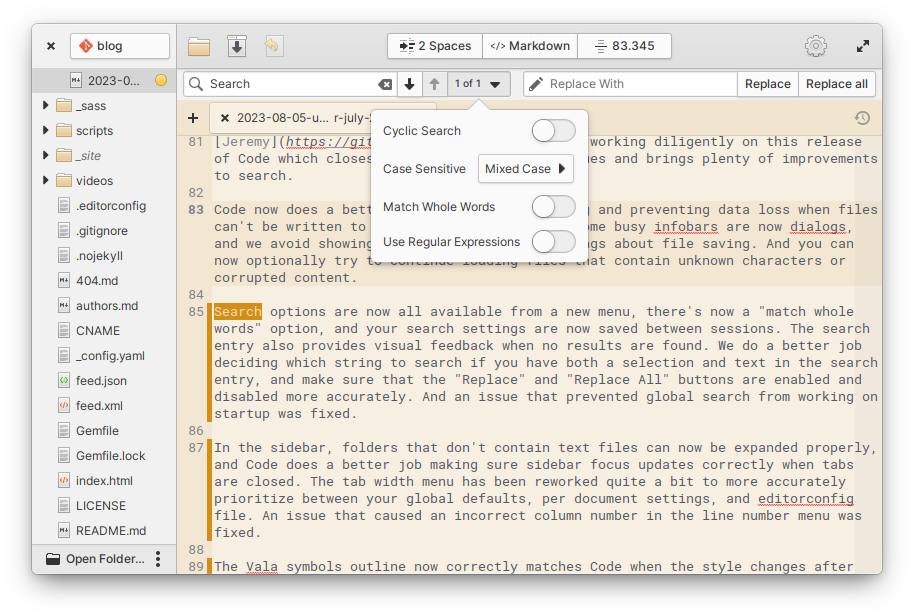 blog
2 Spaces
</> Markdown
83.345
2023-0...
Search
1 of 1
Replace With
Replace
Replace all
_sass
scripts
_site
videos
.editorconfig
.gitignore
.nojekyll
404.md
authors.md
CNAME
_config.yaml
feed.json
feed.xml
Gemfile
Gemfile.lock
index.html
LICENSE
README.md
Open Folder...
2023-08-05-u... r-july-2
Cyclic Search
Case Sensitive Mixed Case
Match Whole Words
Use Regular Expressions
81 [Jeremy](https://git working diligently on this release
of Code which closes ues and brings plenty of improvements
to search.
82
83 Code now does a bett g and preventing data loss when files
can't be written to ome busy infobars are now dialogs,
and we avoid showing ngs about file saving. And you can
now optionally try to continue loading files that contain unknown characters or
corrupted content.
84
85 Search options are now all available from a new menu, there's now a "match whole
words" option, and your search settings are now saved between sessions. The search
entry also provides visual feedback when no results are found. We do a better job
deciding which string to search if you have both a selection and text in the search
entry, and make sure that the "Replace" and "Replace All" buttons are enabled and
disabled more accurately. And an issue that prevented global search from working on
startup was fixed.
86
87 In the sidebar, folders that don't contain text files can now be expanded properly,
and Code does a better job making sure sidebar focus updates correctly when tabs
are closed. The tab width menu has been reworked quite a bit to more accurately
prioritize between your global defaults, per document settings, and editorconfig
file. An issue that caused an incorrect column number in the line number menu was
fixed.
88
89 The Vala symbols outline now correctly matches Code when the style changes after